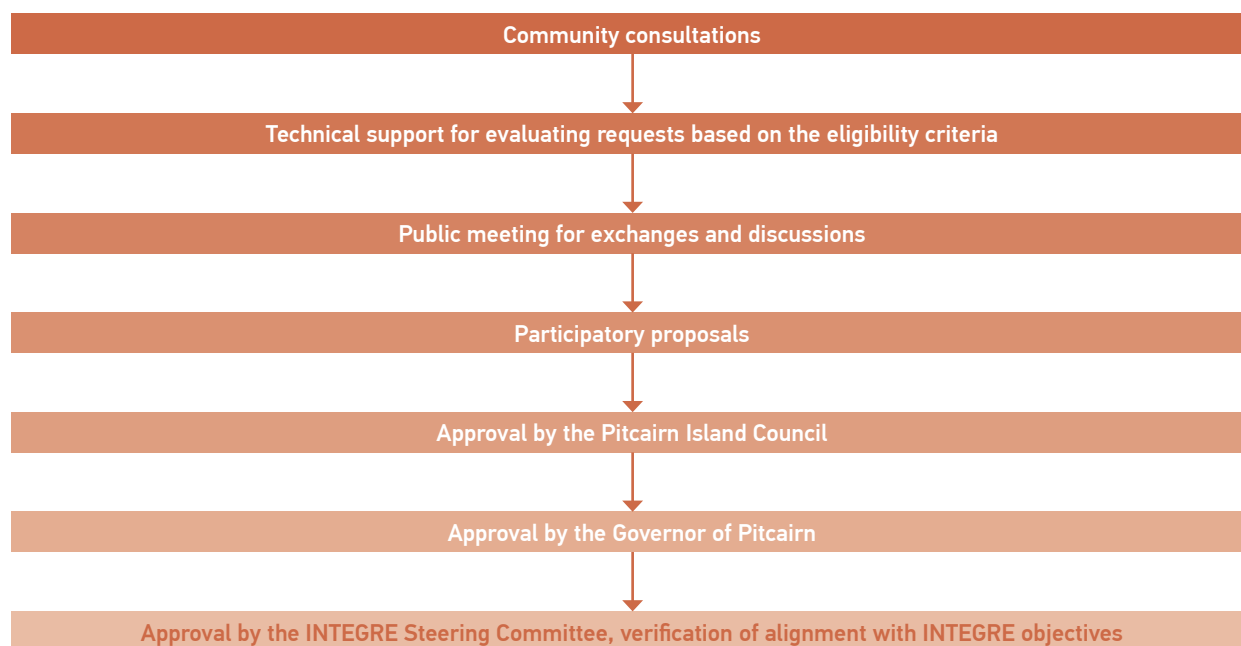 Community consultations
Technical support for evaluating requests based on the eligibility criteria
Public meeting for exchanges and discussions
Participatory proposals
Approval by the Pitcairn Island Council
Approval by the Governor of Pitcairn
Approval by the INTEGRE Steering Committee, verification of alignment with INTEGRE objectives